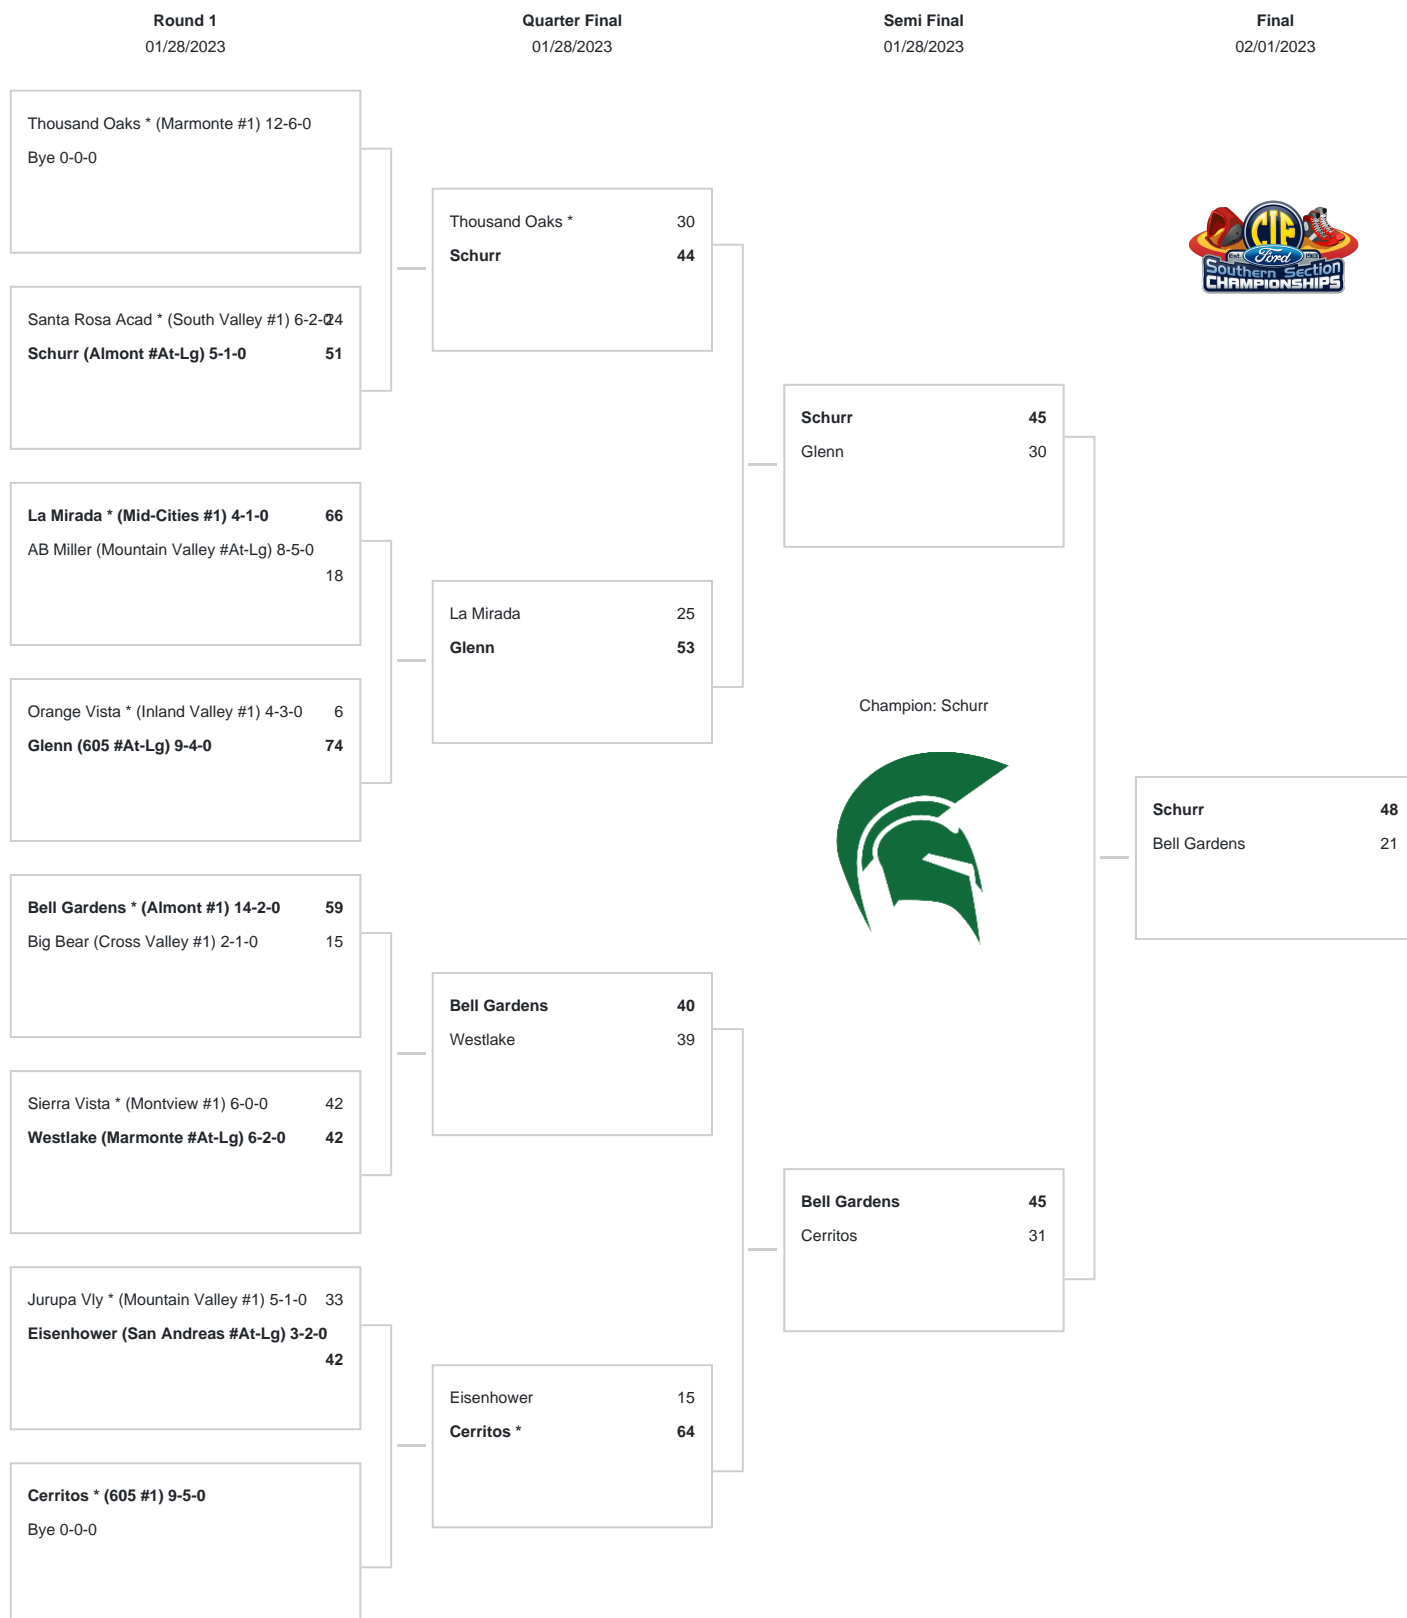 Round 1
01/28/2023
Quarter Final
01/28/2023
Semi Final
01/28/2023
Final
02/01/2023
Thousand Oaks * (Marmonte #1) 12-6-0
Bye 0-0-0
Santa Rosa Acad * (South Valley #1) 6-2-0 24
Schurr (Almont #At-Lg) 5-1-0 51
La Mirada * (Mid-Cities #1) 4-1-0 66
AB Miller (Mountain Valley #At-Lg) 8-5-0
18
Orange Vista * (Inland Valley #1) 4-3-0 6
Glenn (605 #At-Lg) 9-4-0 74
Bell Gardens * (Almont #1) 14-2-0 59
Big Bear (Cross Valley #1) 2-1-0 15
Sierra Vista * (Montview #1) 6-0-0 42
Westlake (Marmonte #At-Lg) 6-2-0 42
Jurupa Vly * (Mountain Valley #1) 5-1-0 33
Eisenhower (San Andreas #At-Lg) 3-2-0
42
Cerritos * (605 #1) 9-5-0
Bye 0-0-0
Thousand Oaks * 30
Schurr 44
La Mirada 25
Glenn 53
Bell Gardens 40
Westlake 39
Eisenhower 15
Cerritos * 64
Schurr 45
Glenn 30
Champion: Schurr
Bell Gardens 45
Cerritos 31
CIF
Est. Ford
Southern Section
CHAMPIONSHIPS
Schurr 48
Bell Gardens 21